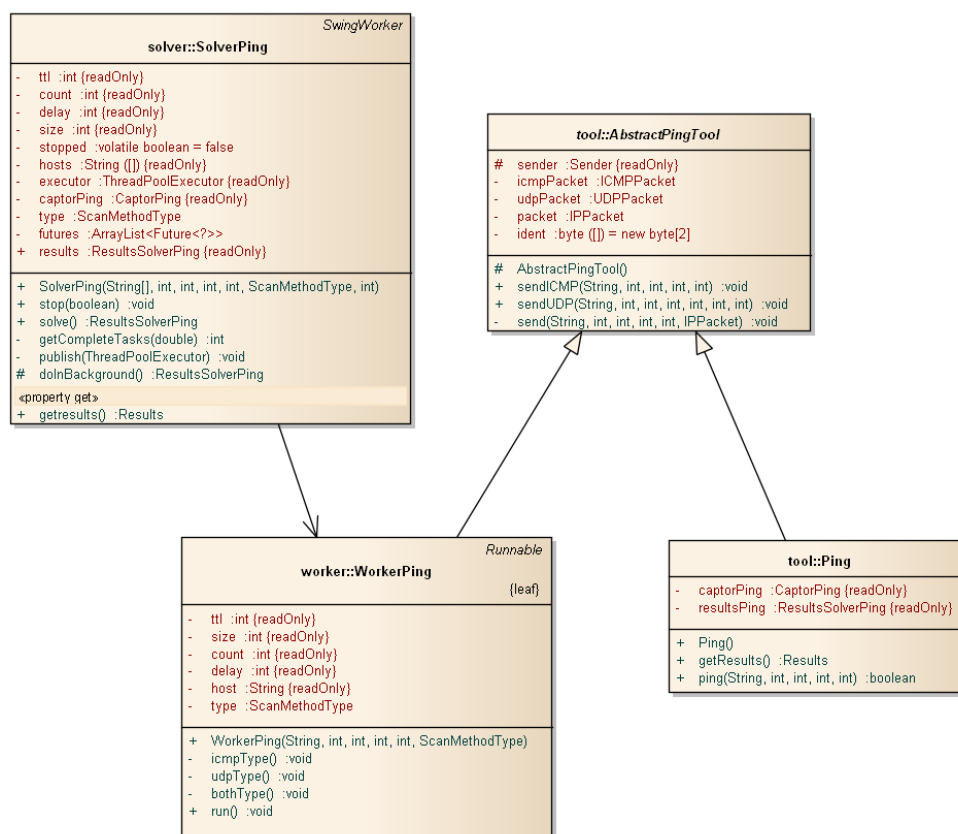 SwingWorker
solver::SolverPing
- ttl :int {readOnly}
- count :int {readOnly}
- delay :int {readOnly}
- size :int {readOnly}
- stopped :volatile boolean = false
- hosts :String ([]) {readOnly}
- executor :ThreadPoolExecutor {readOnly}
- captorPing :CaptorPing {readOnly}
- type :ScanMethodType
- futures :ArrayList<Future<?>>
+ results :ResultsSolverPing {readOnly}
+ SolverPing(String[], int, int, int, int, ScanMethodType, int)
+ stop(boolean) :void
+ solve() :ResultsSolverPing
- getCompleteTasks(double) :int
- publish(ThreadPoolExecutor) :void
# doInBackground() :ResultsSolverPing
«property get»
+ getresults() :Results
tool::AbstractPingTool
# sender :Sender {readOnly}
- icmpPacket :ICMPPacket
- udpPacket :UDPPacket
- packet :IPPacket
- ident :byte ([]) = new byte[2]
# AbstractPingTool()
+ sendICMP(String, int, int, int, int) :void
+ sendUDP(String, int, int, int, int, int, int) :void
- send(String, int, int, int, int, IPPacket) :void
Runnable
worker::WorkerPing
{leaf}
- ttl :int {readOnly}
- size :int {readOnly}
- count :int {readOnly}
- delay :int {readOnly}
- host :String {readOnly}
- type :ScanMethodType
+ WorkerPing(String, int, int, int, int, ScanMethodType)
- icmpType() :void
- udpType() :void
- bothType() :void
+ run() :void
tool::Ping
- captorPing :CaptorPing {readOnly}
- resultsPing :ResultsSolverPing {readOnly}
+ Ping()
+ getResults() :Results
+ ping(String, int, int, int, int) :boolean